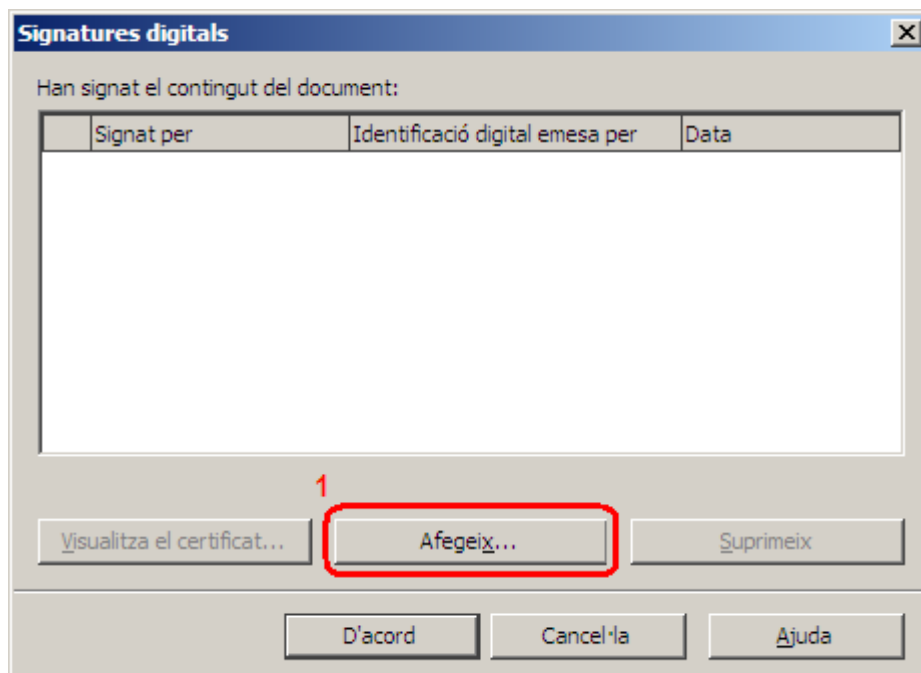 Signatures digitals
Han signat el contingut del document:
Signat per Identificació digital emesa per Data
1
Visualitza el certificat... Afegeix... Suprimeix
D'acord Cancel·la Ajuda